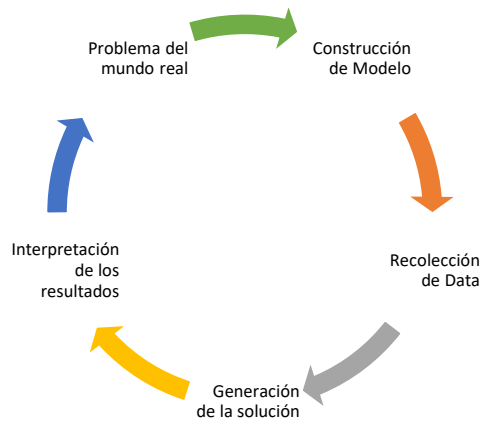 Problema del
mundo real
Construcción
de Modelo
Recolección
de Data
Generación
de la solución
Interpretación
de los
resultados